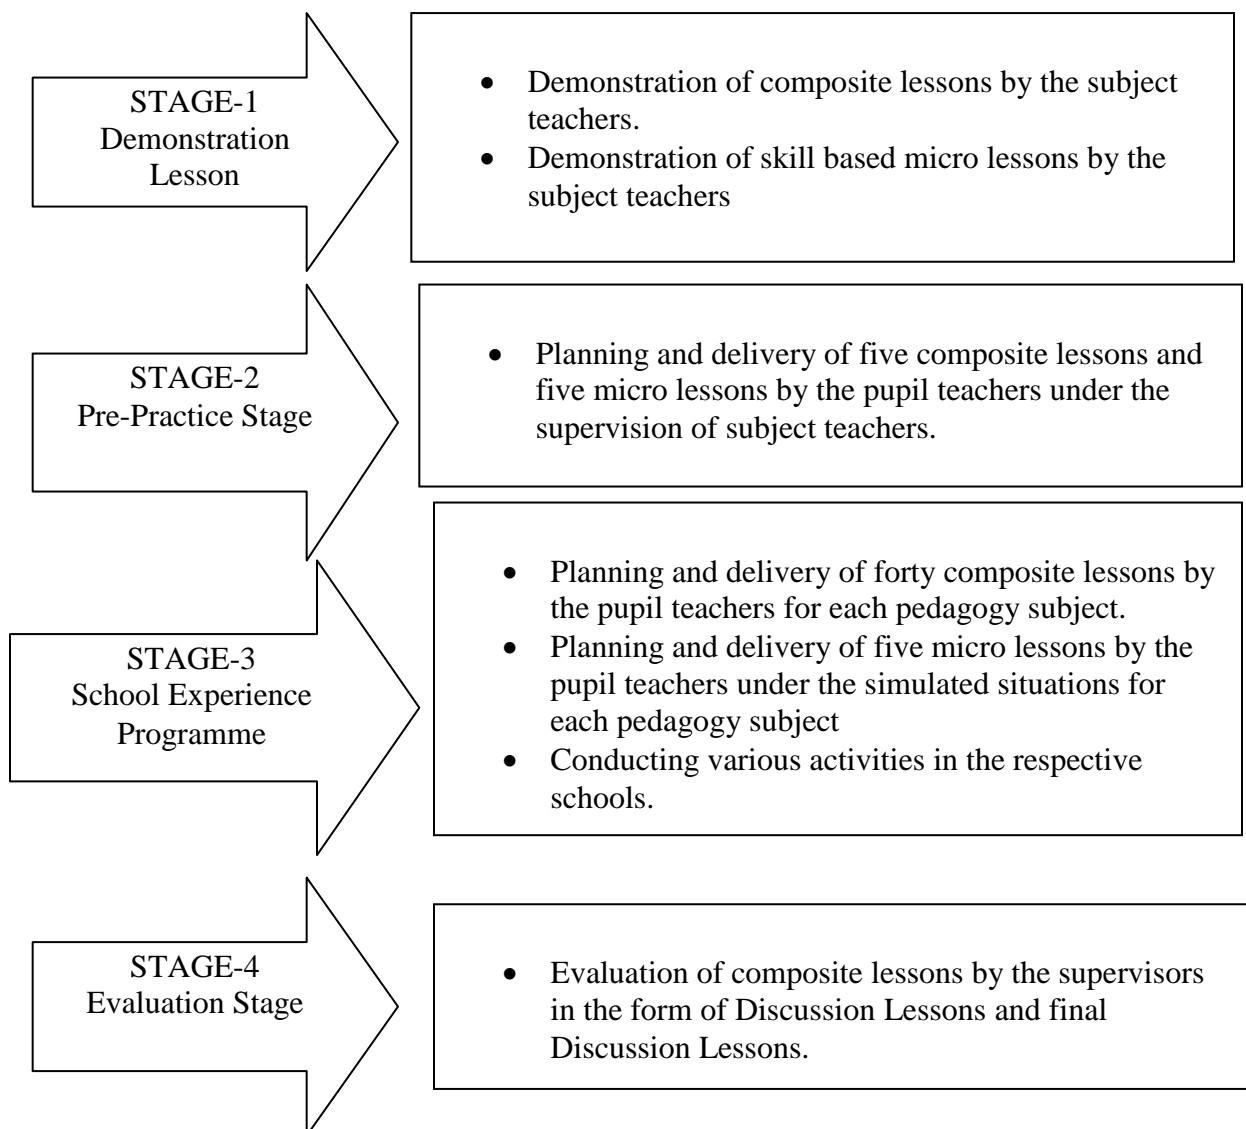 STAGE-1
Demonstration
Lesson
• Demonstration of composite lessons by the subject
teachers.
• Demonstration of skill based micro lessons by the
subject teachers
STAGE-2
Pre-Practice Stage
• Planning and delivery of five composite lessons and
five micro lessons by the pupil teachers under the
supervision of subject teachers.
STAGE-3
School Experience
Programme
• Planning and delivery of forty composite lessons by
the pupil teachers for each pedagogy subject.
• Planning and delivery of five micro lessons by the
pupil teachers under the simulated situations for
each pedagogy subject
• Conducting various activities in the respective
schools.
STAGE-4
Evaluation Stage
• Evaluation of composite lessons by the supervisors
in the form of Discussion Lessons and final
Discussion Lessons.